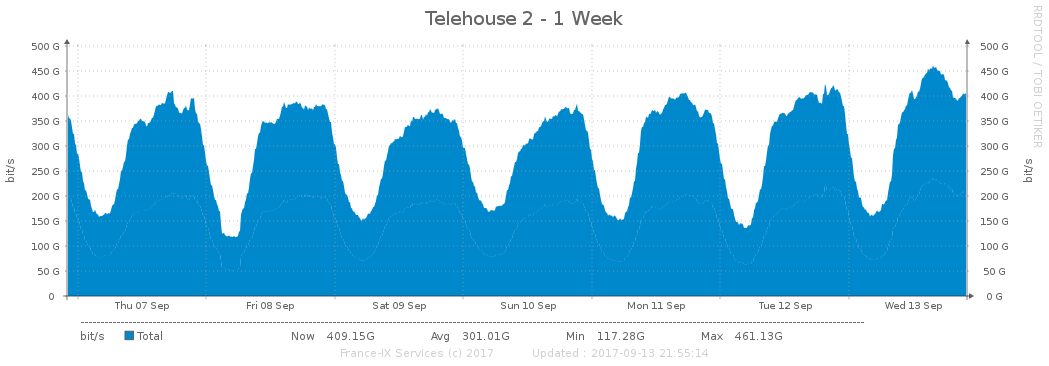 Telehouse 2 - 1 Week
RRDTOOL / TOBI OETIKER
500 G 500 G
450 G 450 G
400 G 400 G
350 G 350 G
300 G 300 G
250 G 250 G
200 G 200 G
150 G 150 G
100 G 100 G
50 G 50 G
0 0 G
bit/s bit/s
Thu 07 Sep Fri 08 Sep Sat 09 Sep Sun 10 Sep Mon 11 Sep Tue 12 Sep Wed 13 Sep
bit/s Total Now 409.15G Avg 301.01G Min 117.28G Max 461.13G
France-IX Services (c) 2017 Updated : 2017-09-13 21:55:14